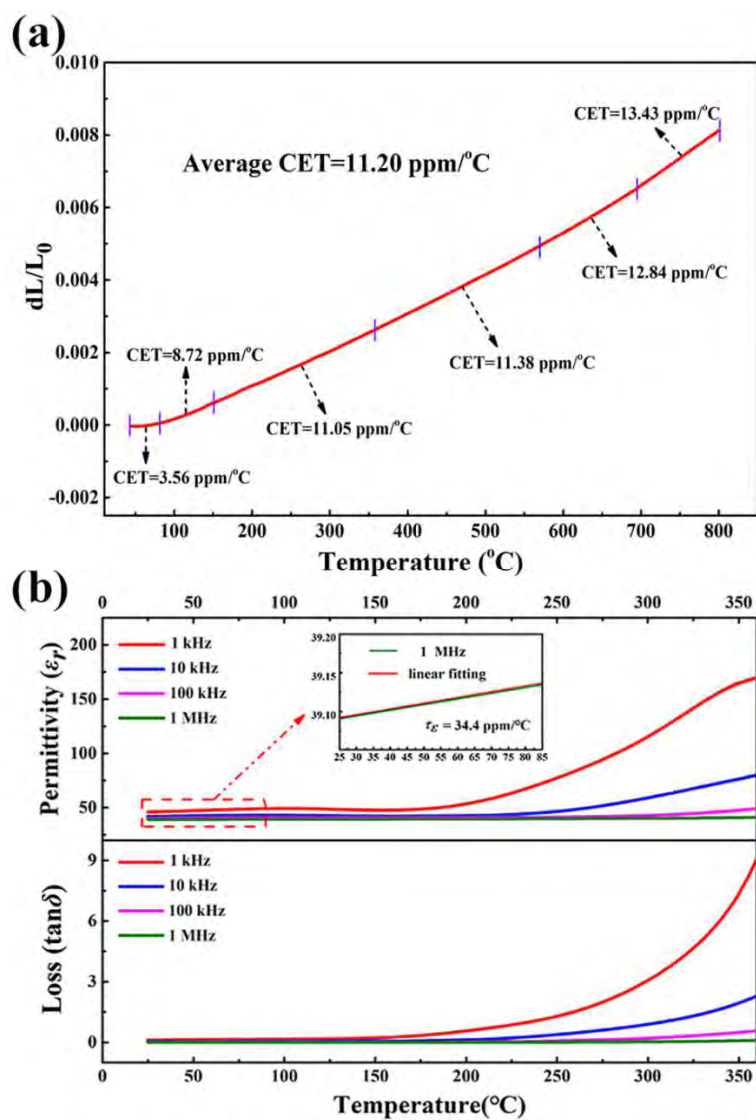 (a)
0.010
0.008
0.006
0.004
0.002
0.000
-0.002
dL/L₀
Average CET=11.20 ppm/°C
CET=13.43 ppm/°C
CET=12.84 ppm/°C
CET=8.72 ppm/°C
CET=11.38 ppm/°C
CET=11.05 ppm/°C
CET=3.56 ppm/°C
100 200 300 400 500 600 700 800
Temperature (°C)
(b)
0 50 100 150 200 250 300 350
200
150
100
50
Permittivity (εᵣ)
1 kHz
10 kHz
100 kHz
1 MHz
39.20
39.15
39.10
1 MHz
linear fitting
τ_ε = 34.4 ppm/°C
25 30 35 40 45 50 55 60 65 70 75 80 85
9
6
3
0
Loss (tanδ)
1 kHz
10 kHz
100 kHz
1 MHz
0 50 100 150 200 250 300 350
Temperature(°C)